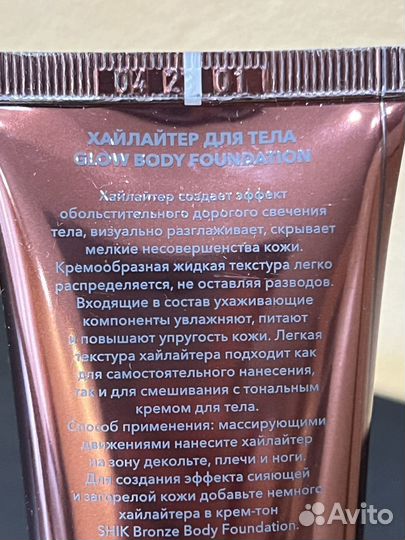 04 2 01
ХАЙЛАЙТЕР ДЛЯ ТЕЛА
GLOW BODY FOUNDATION
Хайлайтер создает эффект
обольстительного дорогого свечения
тела, визуально разглаживает, скрывает
мелкие несовершенства кожи.
Кремообразная жидкая текстура легко
распределяется, не оставляя разводов.
Входящие в состав ухаживающие
компоненты увлажняют, питают
и повышают упругость кожи. Легкая
текстура хайлайтера подходит как
для самостоятельного нанесения,
так и для смешивания с тональным
кремом для тела.
Способ применения: массирующими
движениями нанесите хайлайтер
на зону декольте, плечи и ноги.
Для создания эффекта сияющей
и загорелой кожи добавьте немного
хайлайтера в крем-тон
SHIK Bronze Body Foundation.
Avito